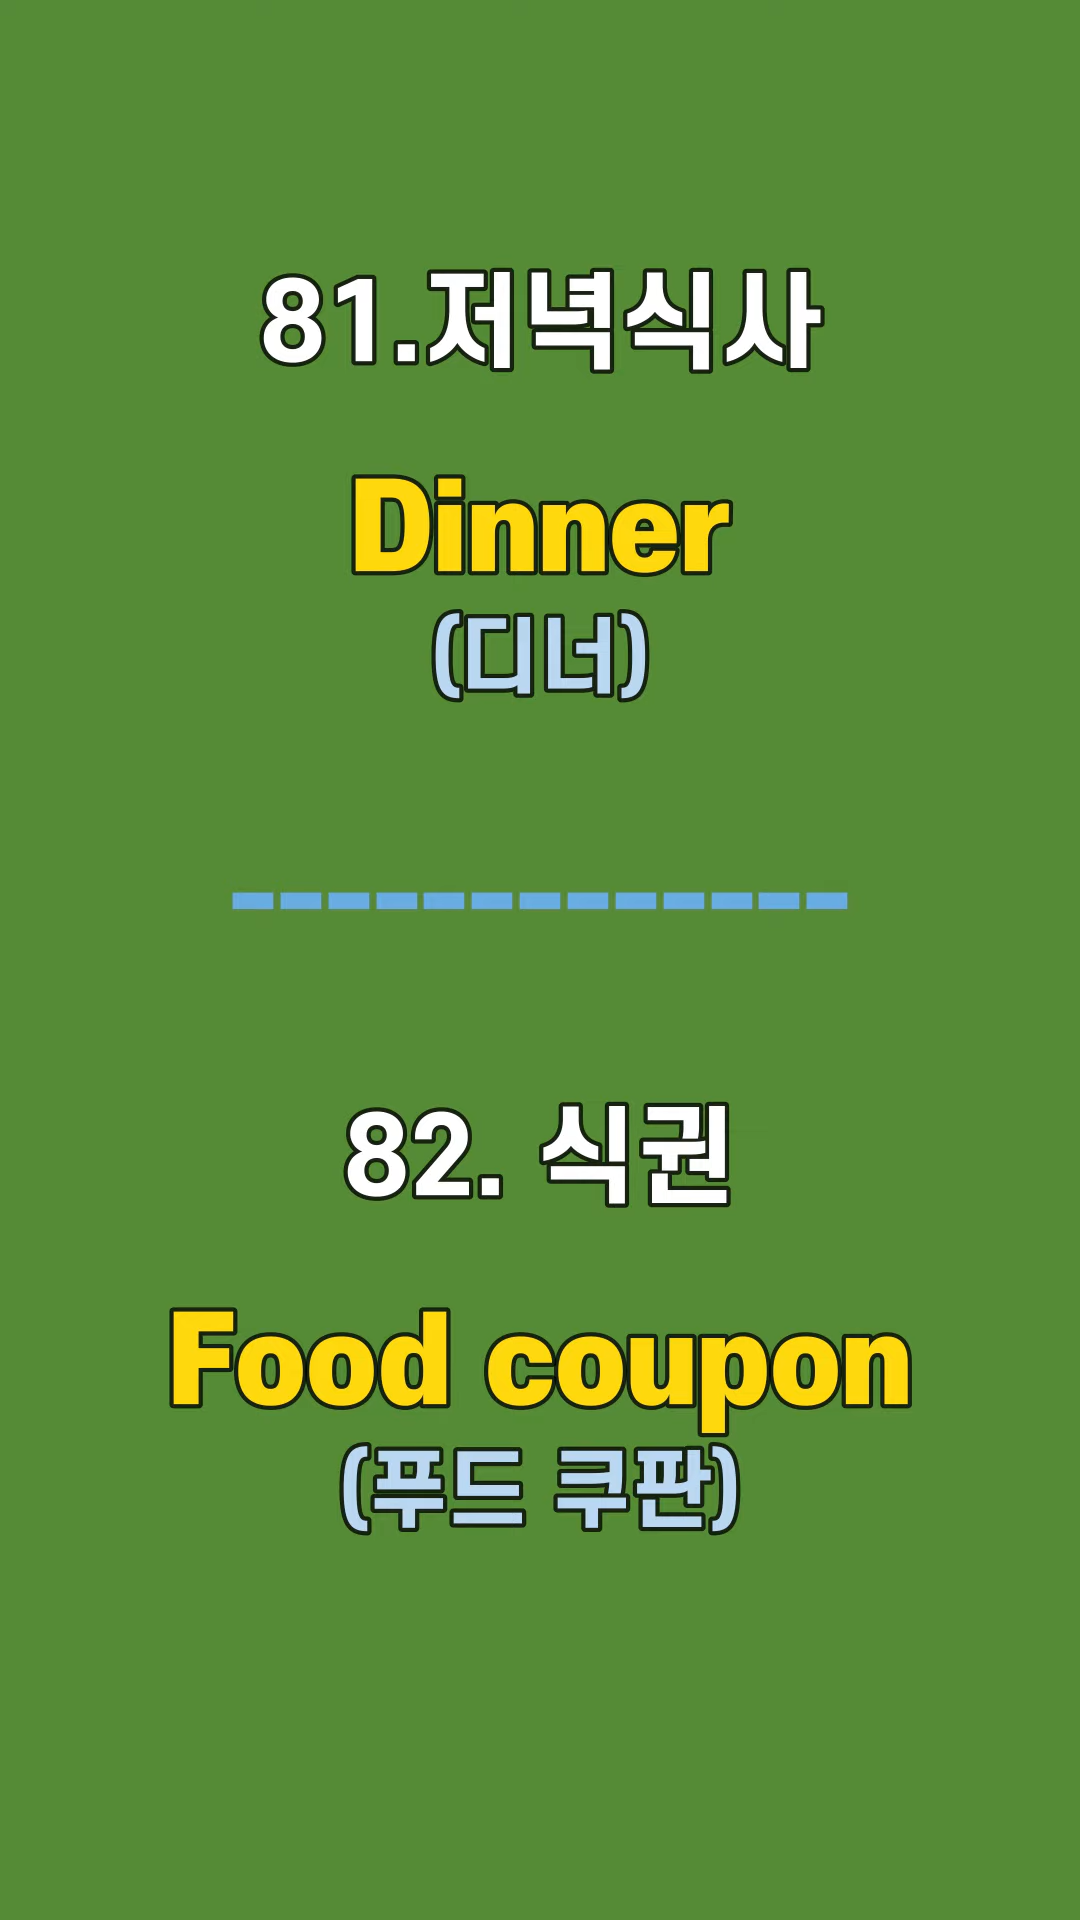 81.저녁식사
Dinner
(디너)
-------------
82. 식권
Food coupon
(푸드 쿠판)